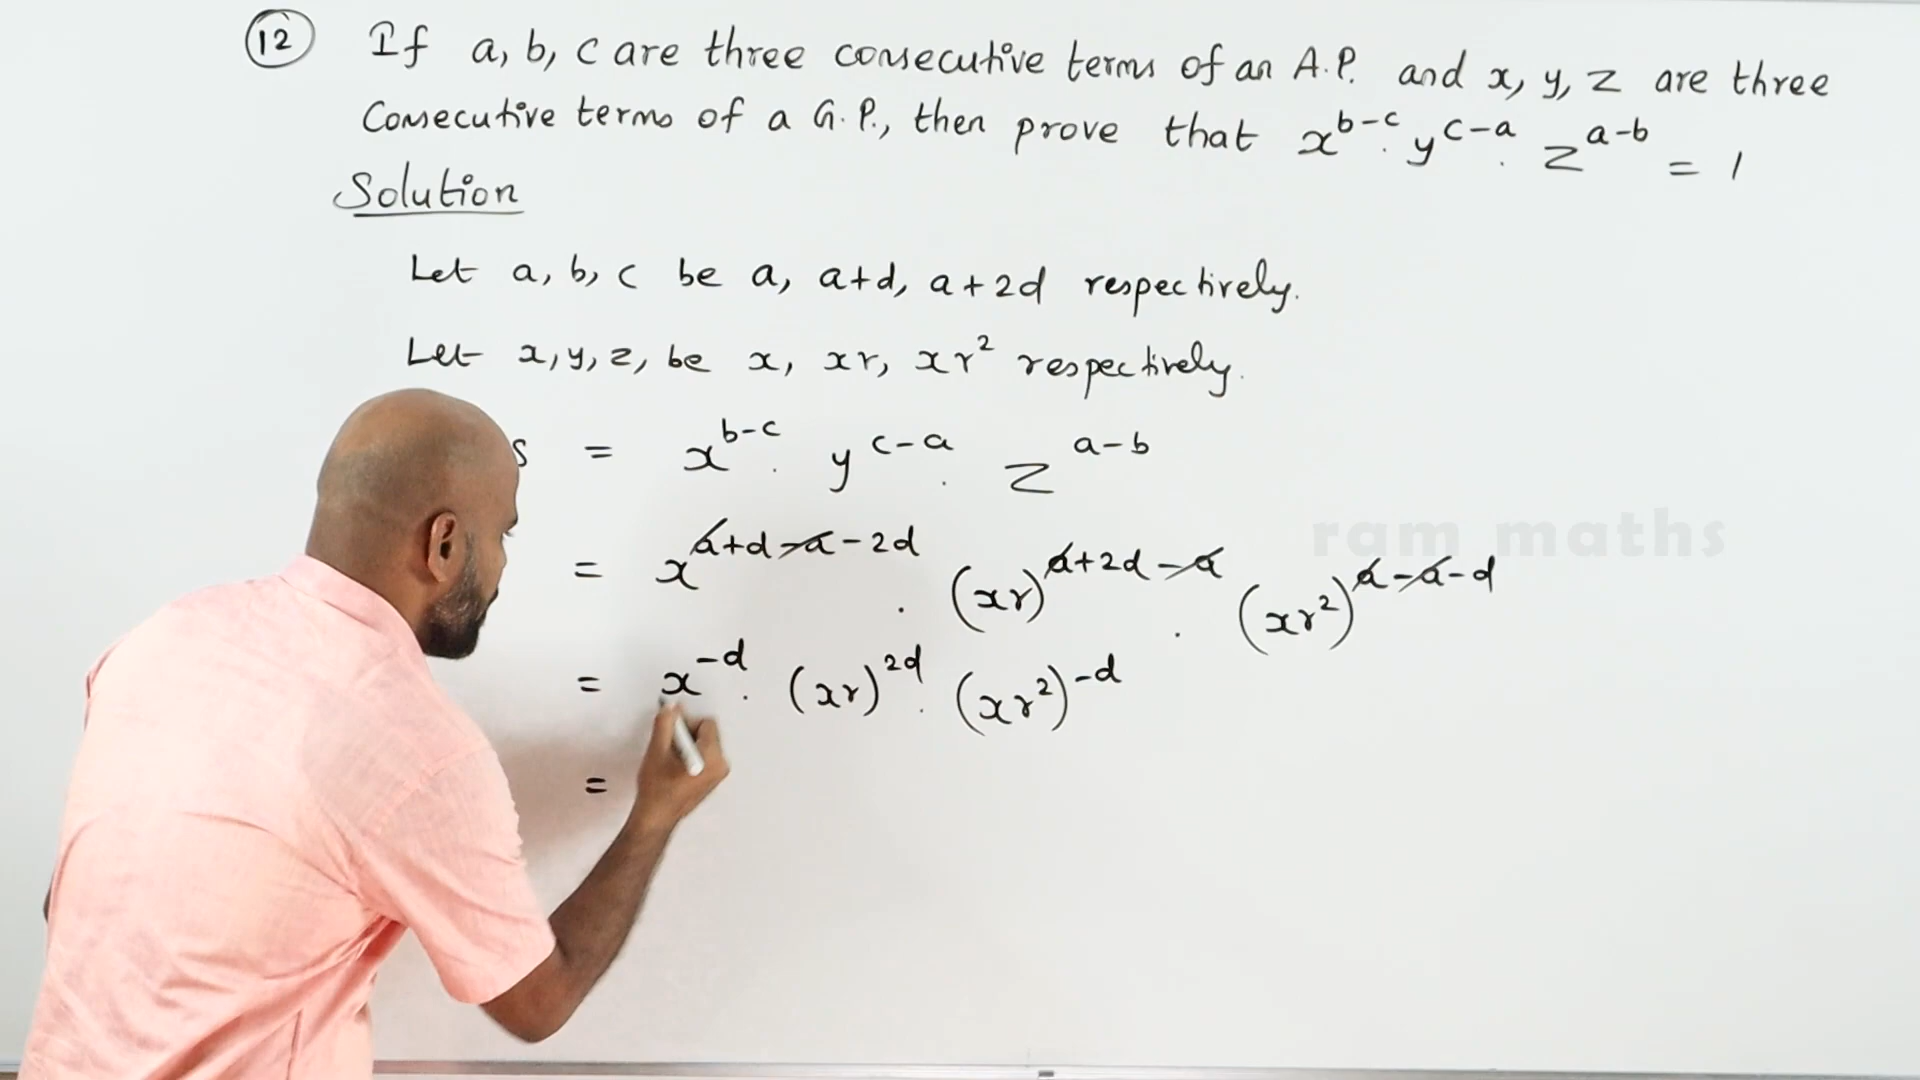 12 If a, b, c are three consecutive terms of an A.P. and x, y, z are three
Consecutive terms of a G.P., then prove that x^{b-c} . y^{c-a} . z^{a-b} = 1
Solution
Let a, b, c be a, a+d, a+2d respectively.
Let x, y, z, be x, xr, xr² respectively.
S = x^{b-c} . y^{c-a} . z^{a-b}
= x^{a+d-a-2d} . (xr)^{a+2d-a} . (xr²)^{a-a-d}
ram maths
= x^{-d} . (xr)^{2d} . (xr²)^{-d}
=